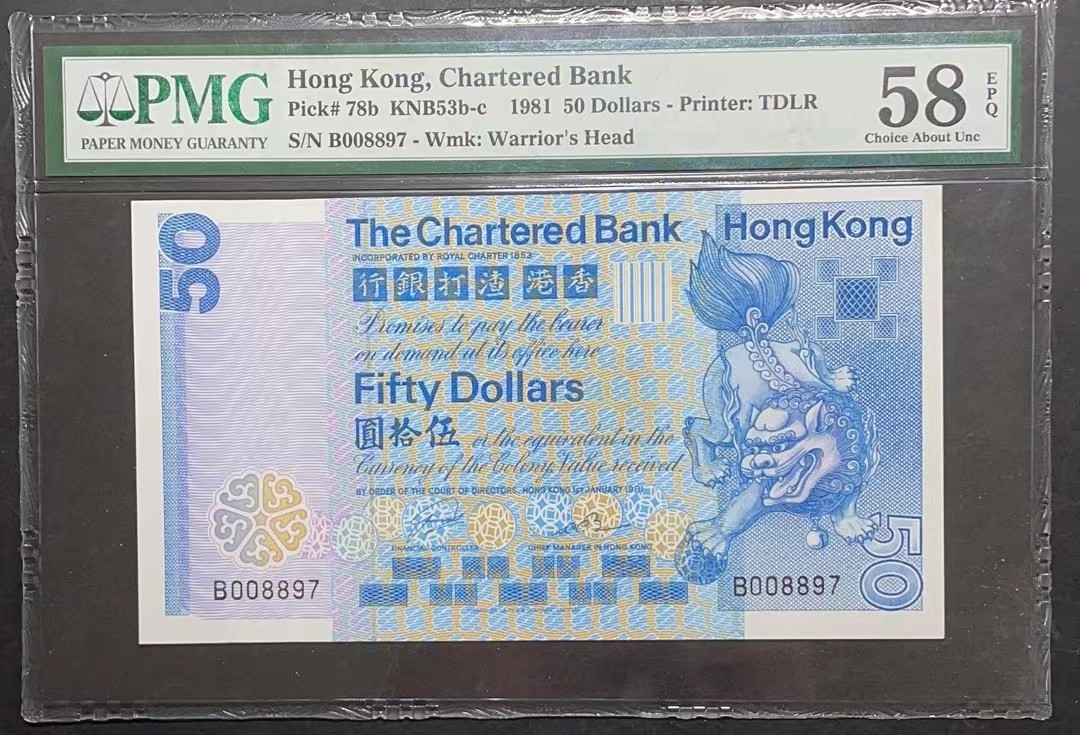 PMG
PAPER MONEY GUARANTY
Hong Kong, Chartered Bank
Pick# 78b KNB53b-c 1981 50 Dollars - Printer: TDLR
S/N B008897 - Wmk: Warrior's Head
58
EPQ
Choice About Unc
50
The Chartered Bank
Hong Kong
INCORPORATED BY ROYAL CHARTER 1853
行銀打渣 港香
Promises to pay the bearer
on demand at its office here
Fifty Dollars
圓拾伍 or the equivalent in the
Currency of the Colony Value received
BY ORDER OF THE COURT OF DIRECTORS, HONG KONG 1ST JANUARY 1981
FINANCIAL CONTROLLER
CHIEF MANAGER IN HONG KONG
50
B008897
B008897